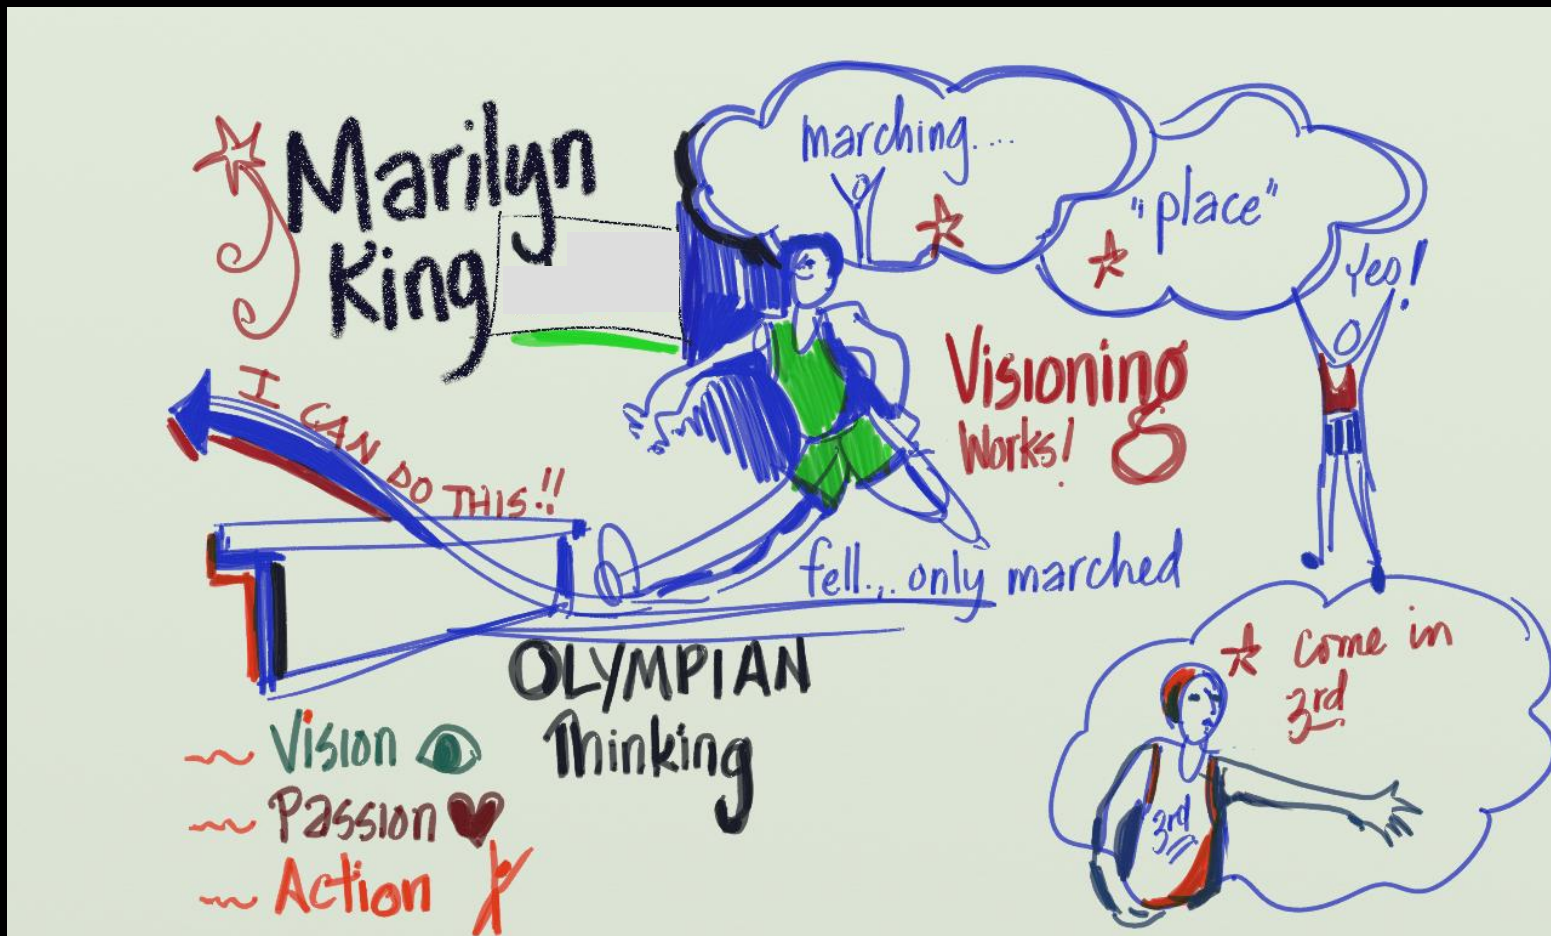 Marilyn
King
marching....
"place"
Yes!
I CAN DO THIS!!
Visioning
Works!
fell... only marched
OLYMPIAN
Thinking
Vision
Passion
Action
come in
3rd
3rd